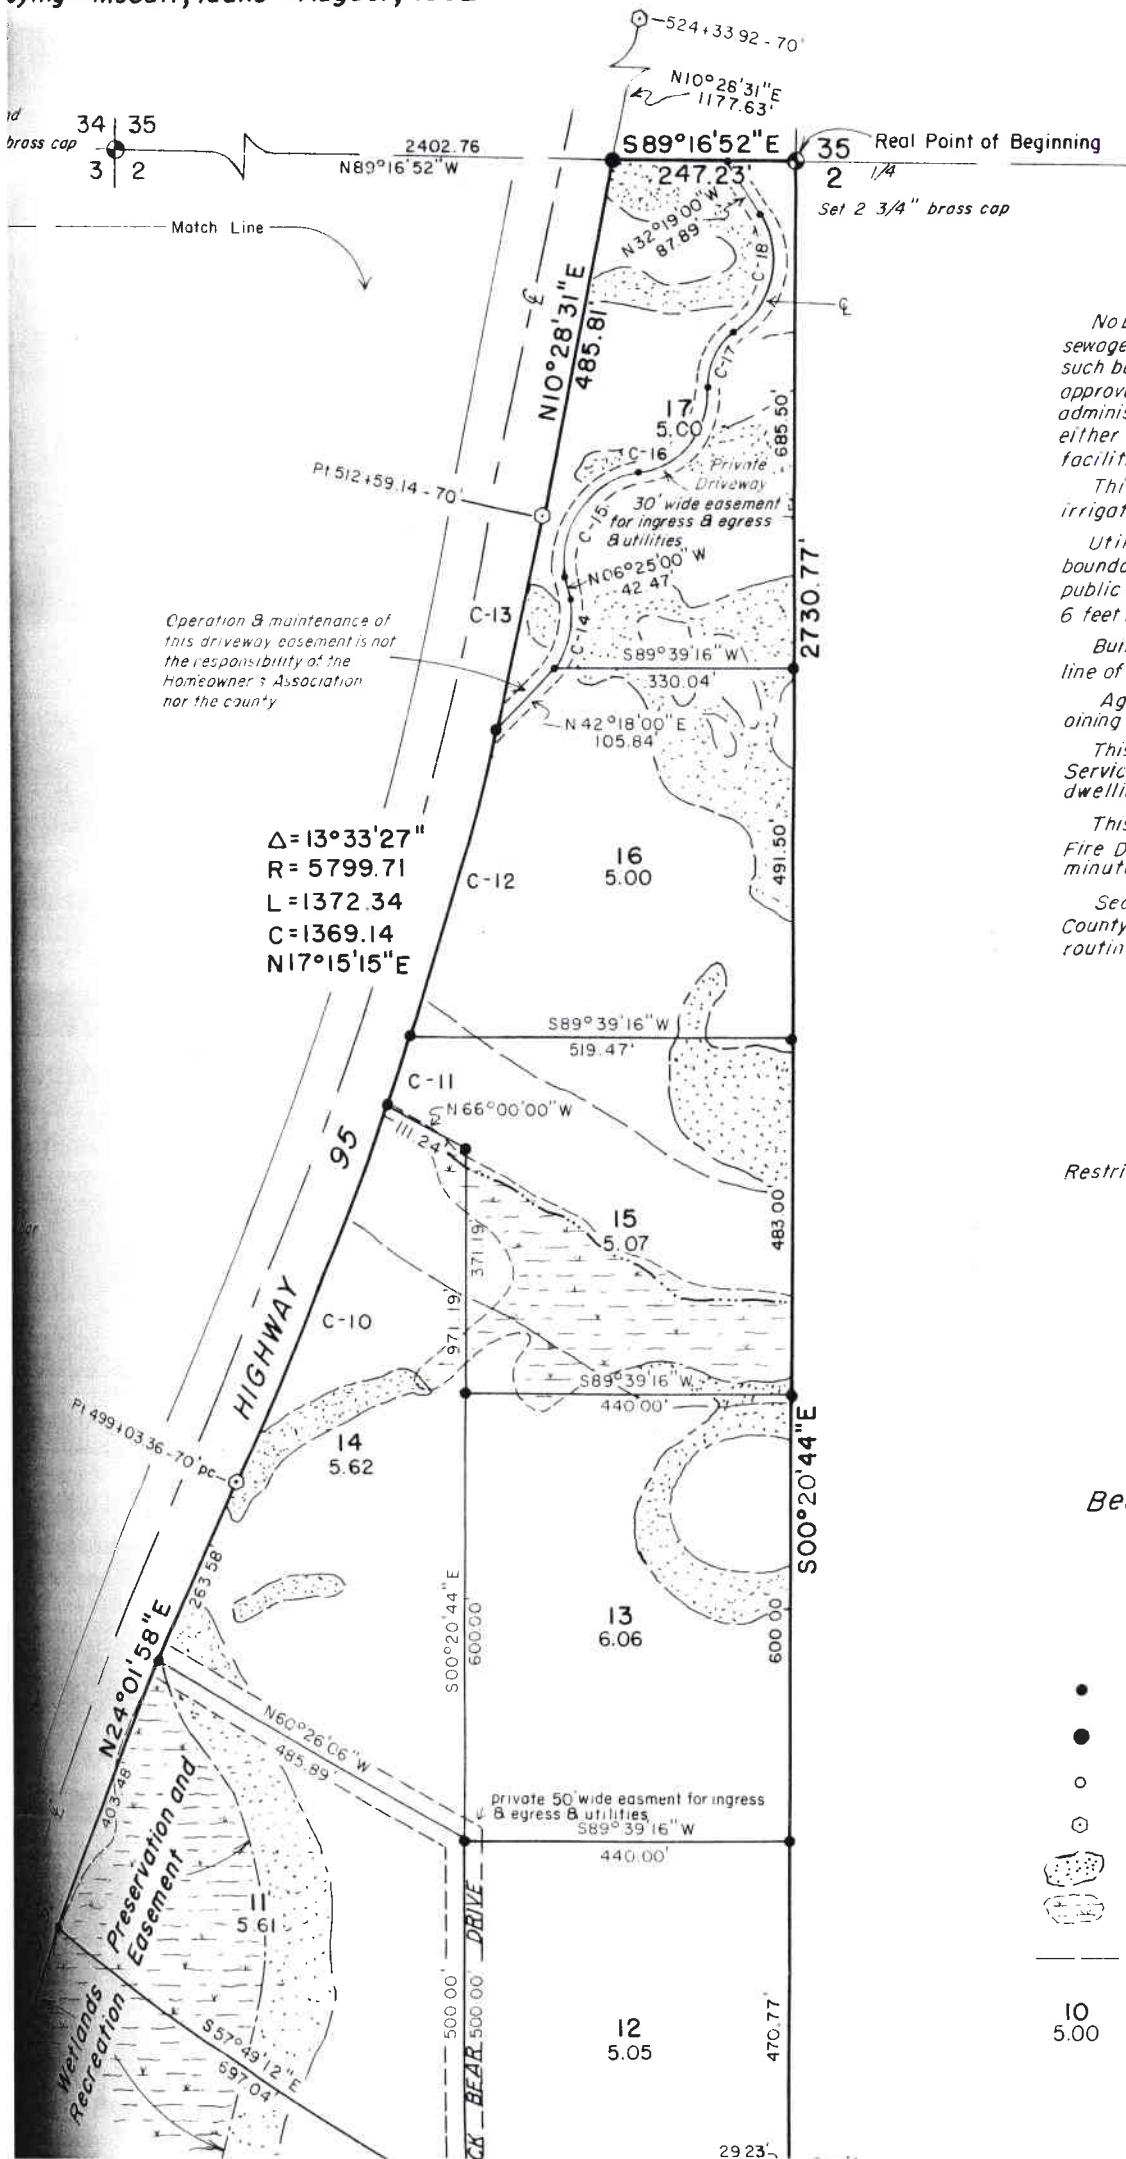 524+33.92 - 70'
N10°28'31"E
1177.63'
brass cap
34 35
3 2
2402.76
N89°16'52"W
S89°16'52"E
247.23'
35
2
1/4
Real Point of Beginning
Set 2 3/4" brass cap
Match Line
N32°19'00"W
87.89'
C-18
℄
℄
C-17
N10°28'31"E
485.81'
17
5.00
685.50'
C-16
Private
Driveway
30' wide easement
for ingress & egress
& utilities
Pt 512+59.14 - 70'
C-15
N06°25'00"W
42.47'
2730.77'
C-13
C-14
Operation & maintenance of
this driveway easement is not
the responsibility of the
Homeowner's Association
nor the county
S89°39'16"W
330.04'
N42°18'00"E
105.84'
Δ=13°33'27"
R=5799.71
L=1372.34
C=1369.14
N17°15'15"E
C-12
16
5.00
491.50'
S89°39'16"W
519.47'
C-11
N66°00'00"W
111.24'
HIGHWAY 95
15
5.07
483.00'
371.19'
971.19'
C-10
S89°39'16"W
440.00'
Pt 499+03.36 - 70' pc
14
5.62
S00°20'44"E
263.58'
N24°01'58"E
S00°20'44"E
600.00
13
6.06
600.00
N60°26'06"W
485.89'
private 50' wide easment for ingress
& egress & utilities
S89°39'16"W
440.00'
403.48'
Wetlands Preservation and
Recreation Easement
11
5.61
S57°49'12"E
697.04'
500.00'
500.00'
CK BEAR DRIVE
12
5.05
470.77'
29.23'
sewage
such b
approv
adminis
either
facilit
Thi
irrigat
Util
bounda
public
6 feet
Buil
line of
Ag
oining
This
Servic
dwelli
This
Fire D
minut
Sec
County
routin
Restri
Be
10
5.00